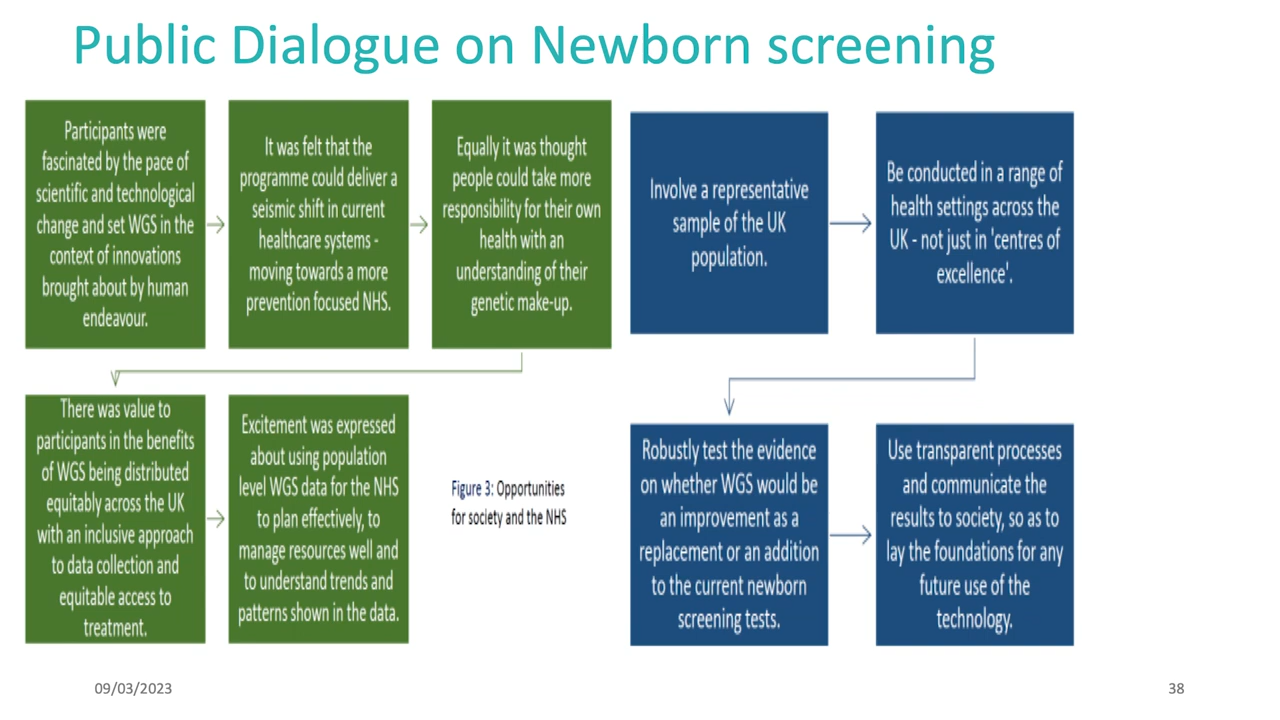 Public Dialogue on Newborn screening
Participants were
fascinated by the pace of
scientific and technological
change and set WGS in the
context of innovations
brought about by human
endeavour.
It was felt that the
programme could deliver a
seismic shift in current
healthcare systems -
moving towards a more
prevention focused NHS.
Equally it was thought
people could take more
responsibility for their own
health with an
understanding of their
genetic make-up.
There was value to
participants in the benefits
of WGS being distributed
equitably across the UK
with an inclusive approach
to data collection and
equitable access to
treatment.
Excitement was expressed
about using population
level WGS data for the NHS
to plan effectively, to
manage resources well and
to understand trends and
patterns shown in the data.
Figure 3: Opportunities
for society and the NHS
Involve a representative
sample of the UK
population.
Be conducted in a range of
health settings across the
UK - not just in 'centres of
excellence'.
Robustly test the evidence
on whether WGS would be
an improvement as a
replacement or an addition
to the current newborn
screening tests.
Use transparent processes
and communicate the
results to society, so as to
lay the foundations for any
future use of the
technology.
09/03/2023
38